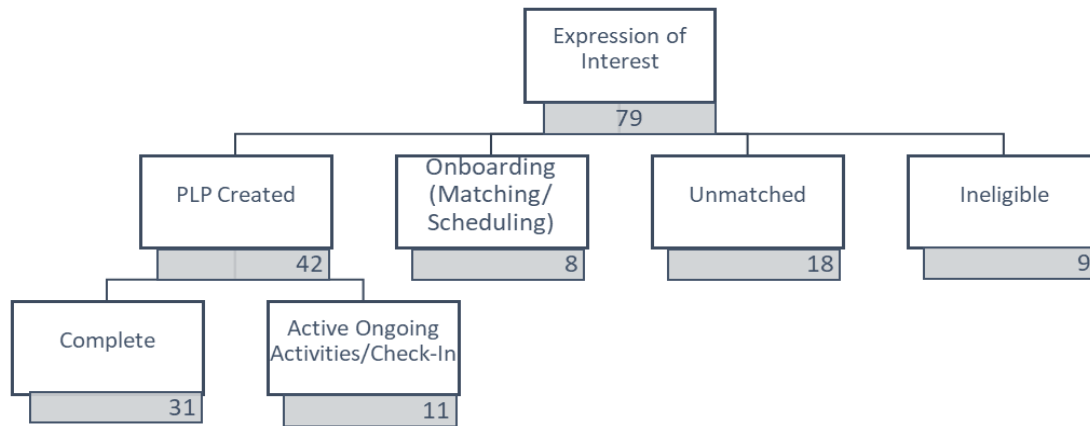 Expression of
Interest
79
PLP Created
42
Onboarding
(Matching/
Scheduling)
8
Unmatched
18
Ineligible
9
Complete
31
Active Ongoing
Activities/Check-In
11